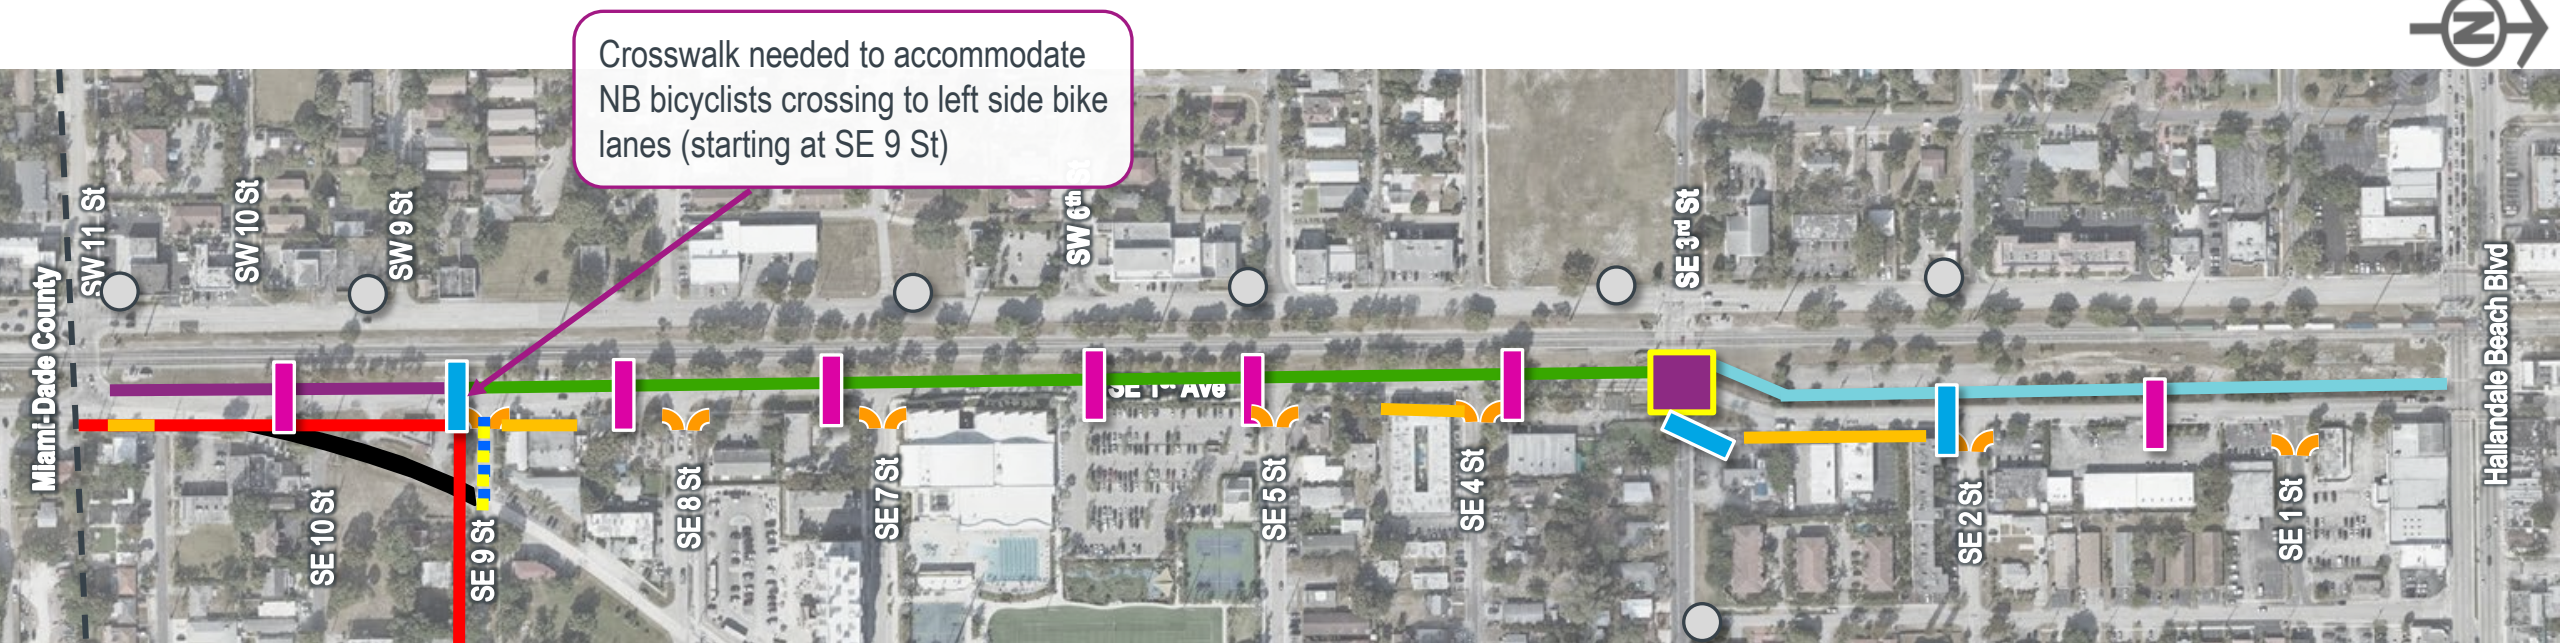 Crosswalk needed to accommodate
NB bicyclists crossing to left side bike
lanes (starting at SE 9 St)
N
Miami-Dade County
SW 11 St
SW 10 St
SW 9 St
SW 6th St
SE 3rd St
Hallandale Beach Blvd
SE 1st Ave
SE 10 St
SE 9 St
SE 8 St
SE 7 St
SE 5 St
SE 4 St
SE 2 St
SE 1 St